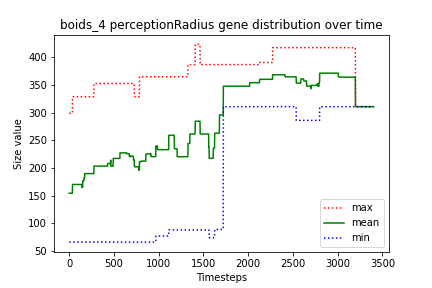 boids_4 perceptionRadius gene distribution over time
400
350
300
250
200
150
100
50
Size value
0
500
1000
1500
2000
2500
3000
3500
Timesteps
max
mean
min